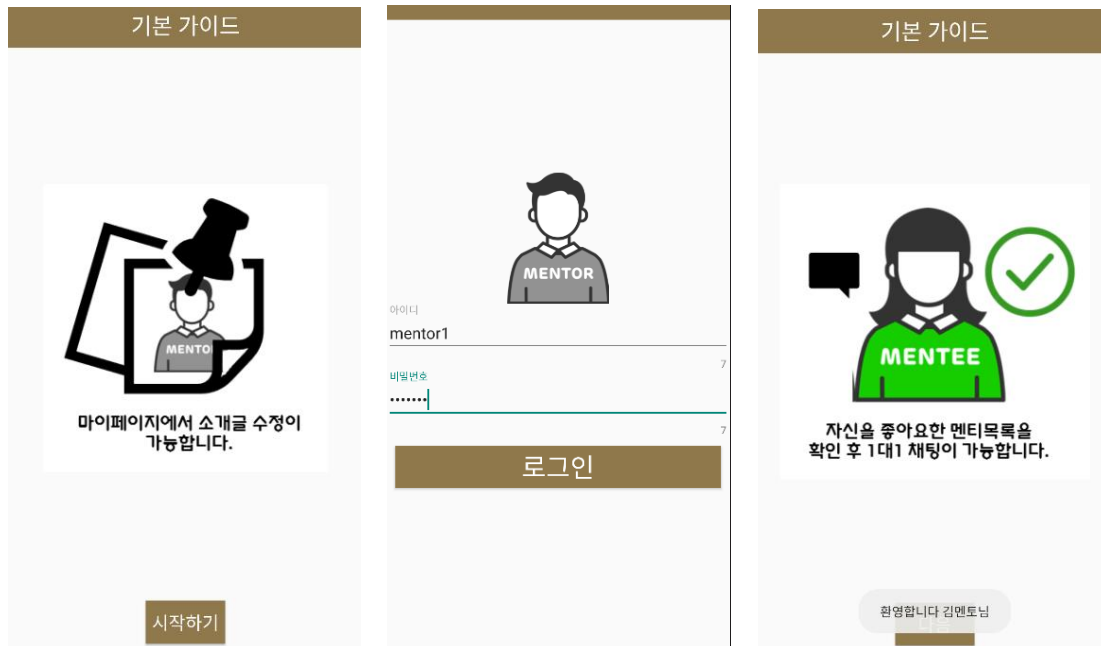 기본 가이드
MENTO
마이페이지에서 소개글 수정이
가능합니다.
시작하기
MENTOR
아이디
mentor1
7
비밀번호
•••••••
7
로그인
기본 가이드
MENTEE
자신을 좋아요한 멘티목록을
확인 후 1대1 채팅이 가능합니다.
환영합니다 김멘토님